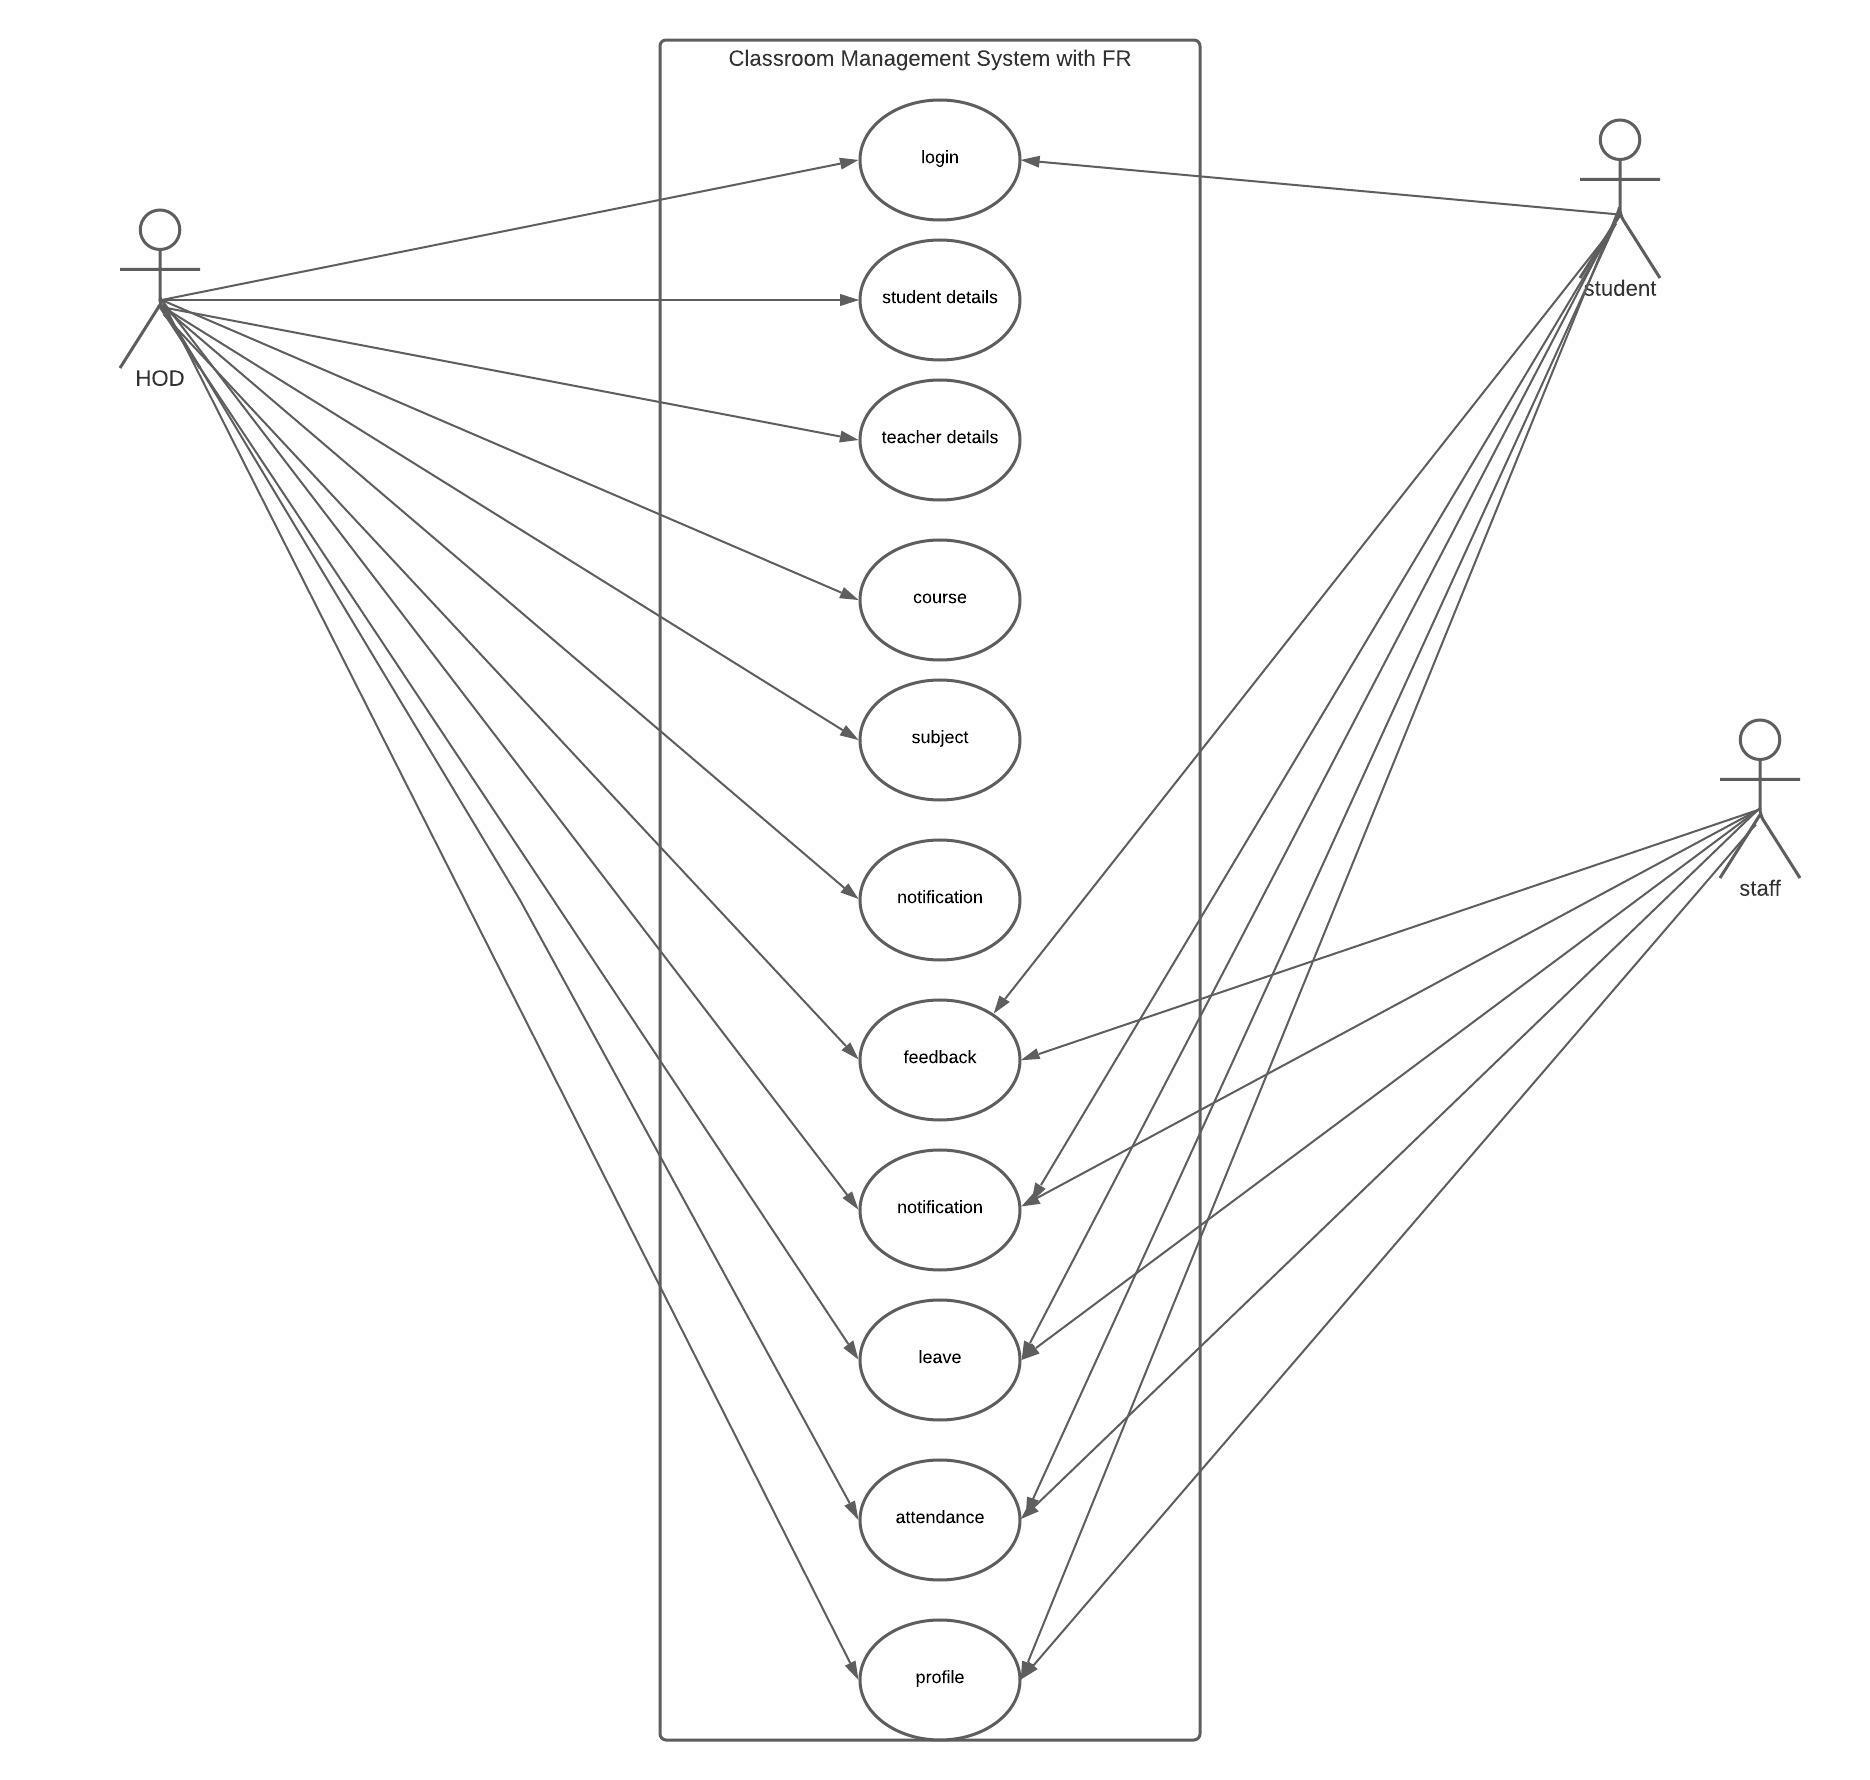 Classroom Management System with FR
login
student
student details
HOD
teacher details
course
subject
notification
staff
feedback
notification
leave
attendance
profile